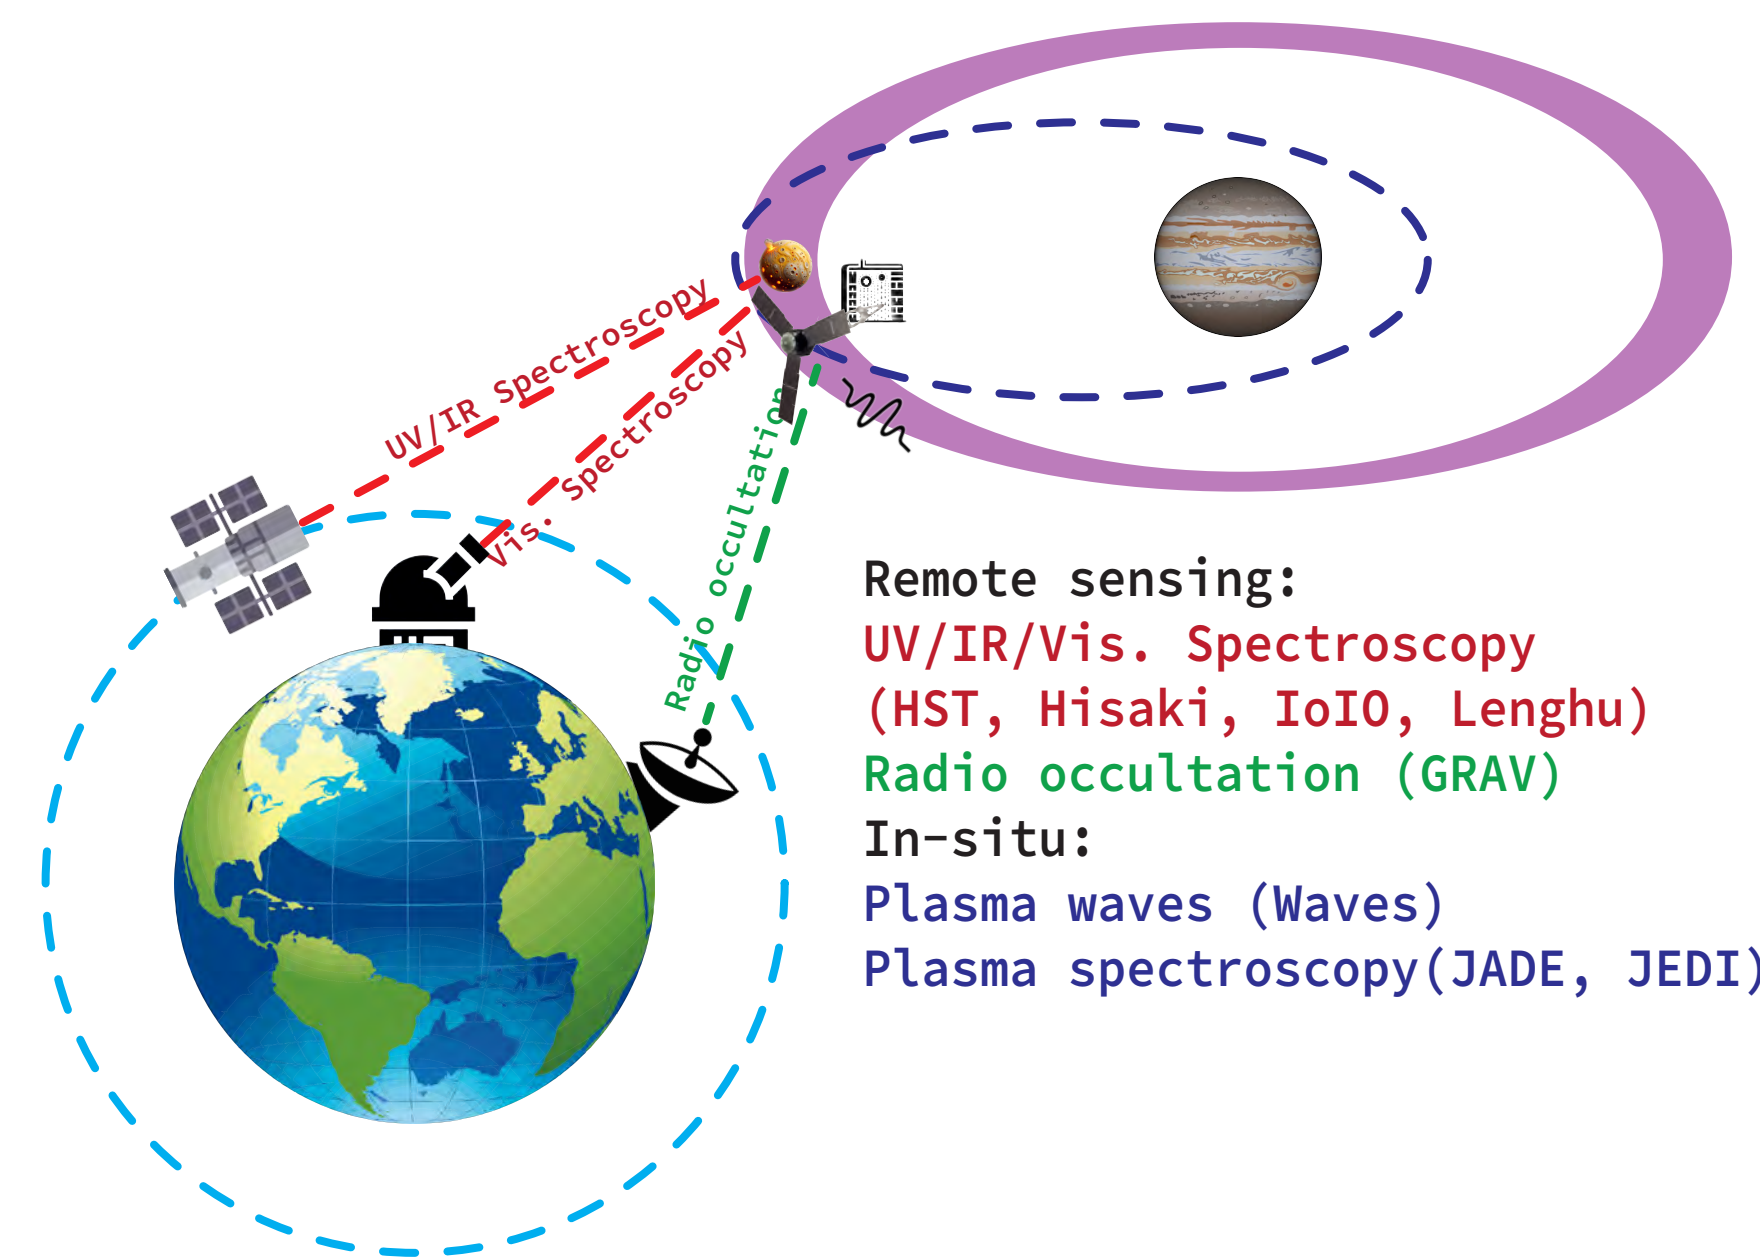 UV/IR Spectroscopy
Vis. Spectroscopy
Radio occultation
Remote sensing:
UV/IR/Vis. Spectroscopy
(HST, Hisaki, IoIO, Lenghu)
Radio occultation (GRAV)
In-situ:
Plasma waves (Waves)
Plasma spectroscopy(JADE, JEDI)